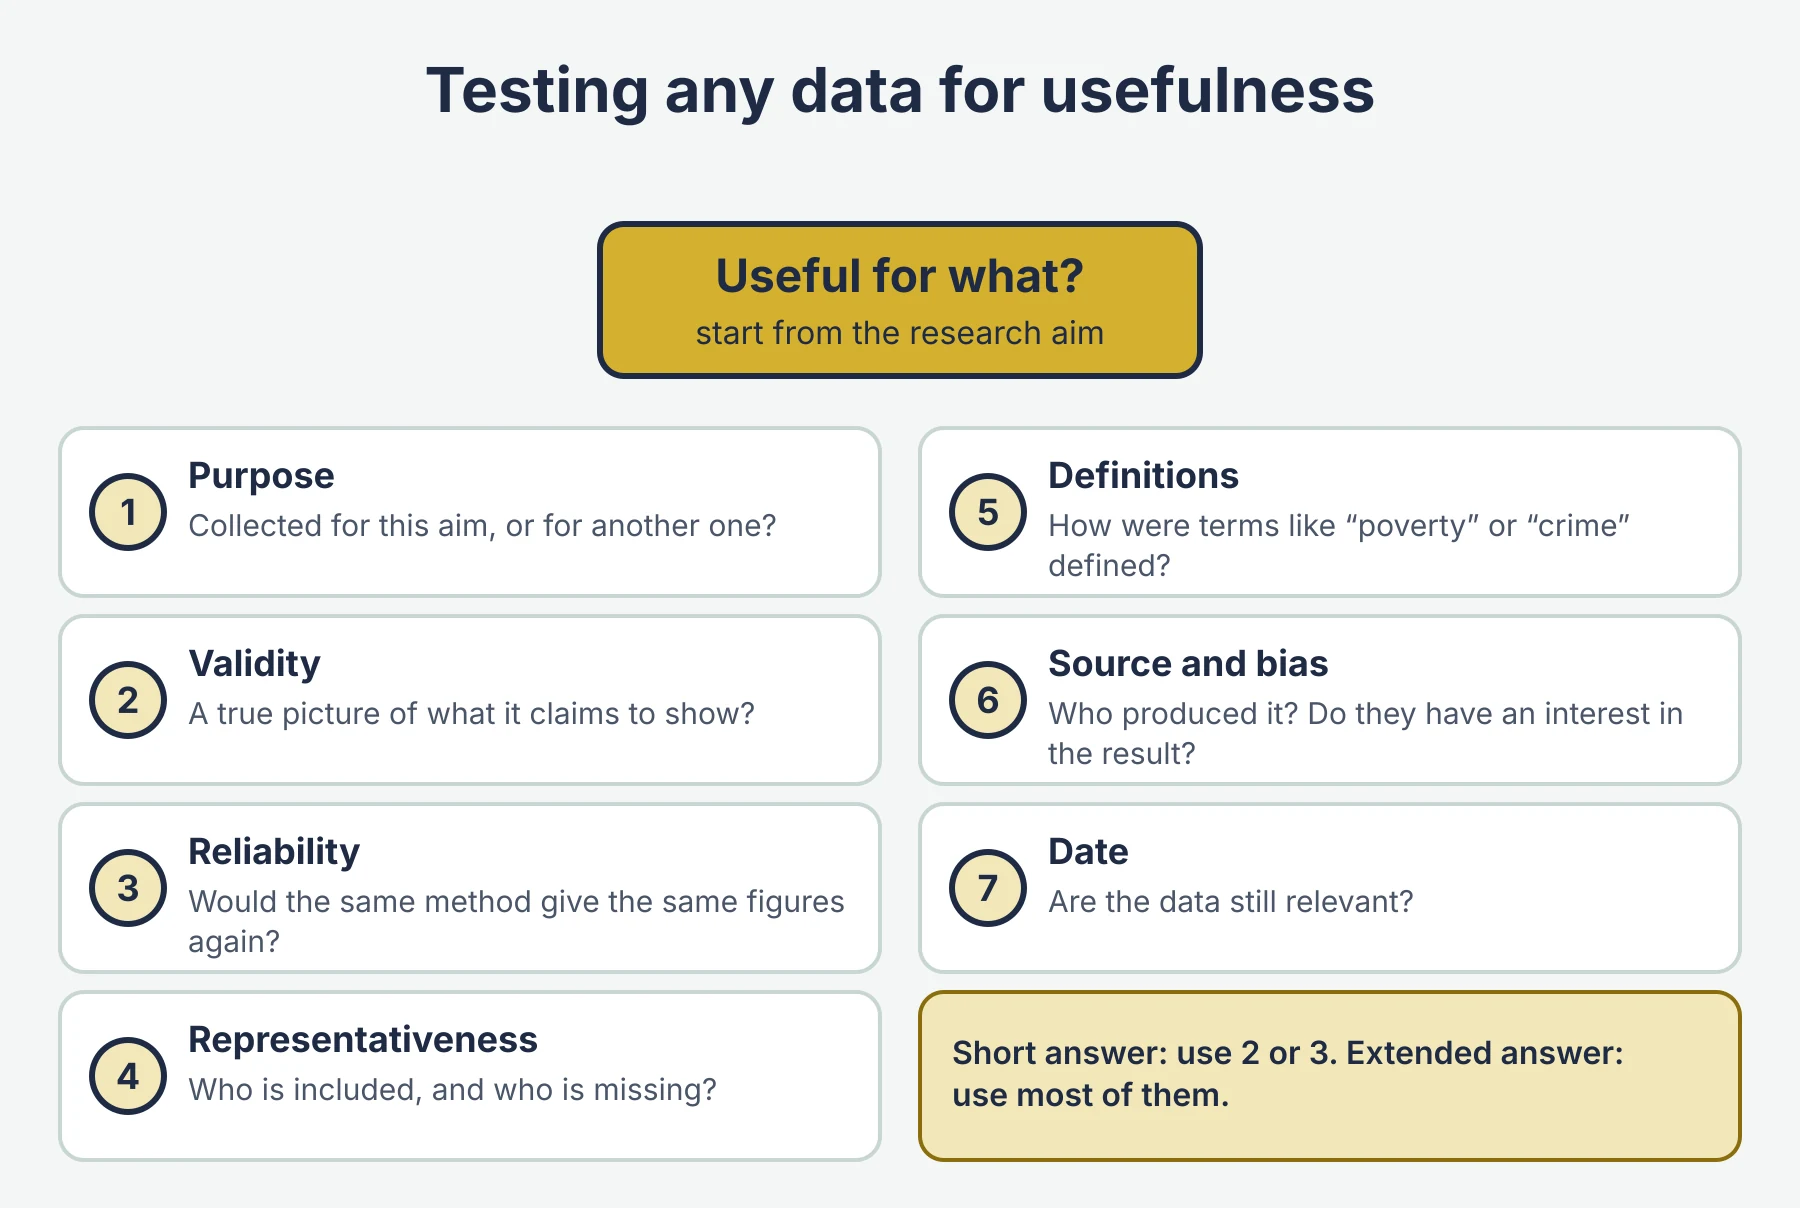 Testing any data for usefulness
Useful for what?
start from the research aim
1
Purpose
Collected for this aim, or for another one?
2
Validity
A true picture of what it claims to show?
3
Reliability
Would the same method give the same figures
again?
4
Representativeness
Who is included, and who is missing?
5
Definitions
How were terms like “poverty” or “crime”
defined?
6
Source and bias
Who produced it? Do they have an interest in
the result?
7
Date
Are the data still relevant?
Short answer: use 2 or 3. Extended answer:
use most of them.